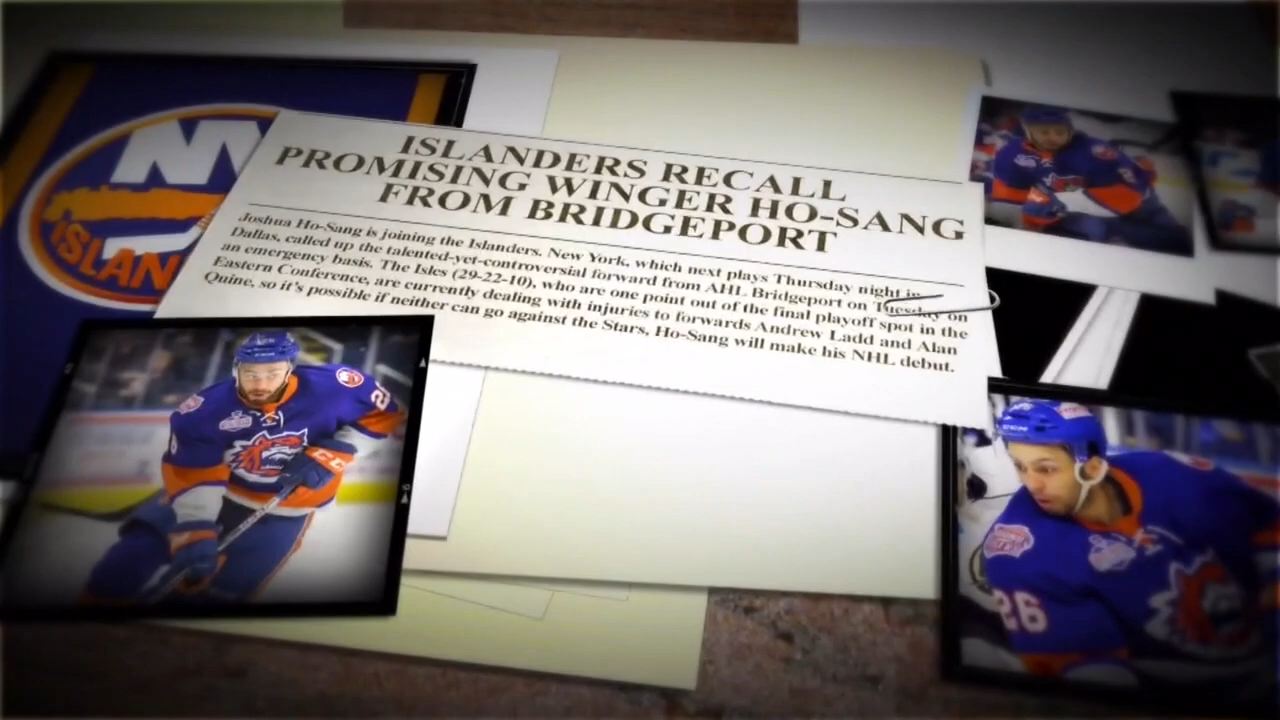 NY
ISLAN
ISLANDERS RECALL
PROMISING WINGER HO-SANG
FROM BRIDGEPORT
Joshua Ho-Sang is joining the Islanders. New York, which next plays Thursday night in
Dallas, called up the talented-yet-controversial forward from AHL Bridgeport on Tuesday on
an emergency basis. The Isles (29-22-10), who are one point out of the final playoff spot in the
Eastern Conference, are currently dealing with injuries to forwards Andrew Ladd and Alan
Quine, so it's possible if neither can go against the Stars, Ho-Sang will make his NHL debut.
26